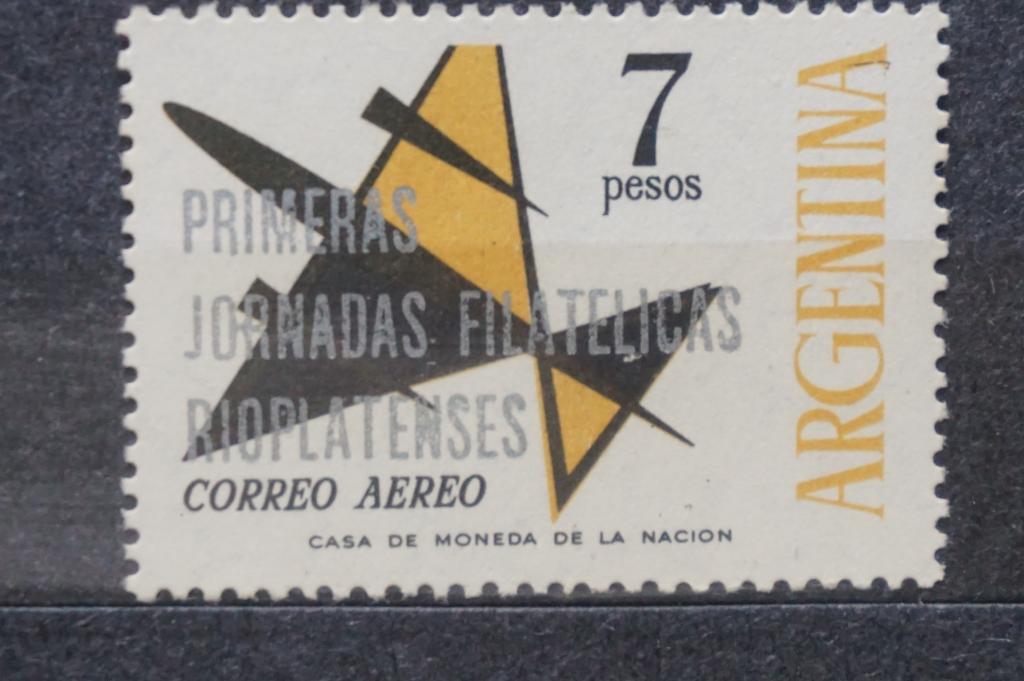 7
pesos
ARGENTINA
PRIMERAS
JORNADAS FILATELICAS
RIOPLATENSES
CORREO AEREO
CASA DE MONEDA DE LA NACION